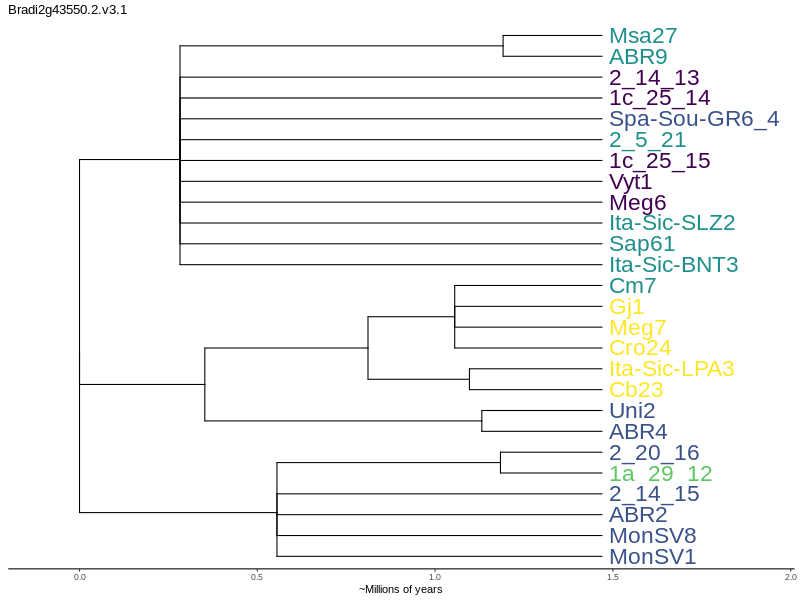 Bradi2g43550.2.v3.1
Msa27
ABR9
2_14_13
1c_25_14
Spa-Sou-GR6_4
2_5_21
1c_25_15
Vyt1
Meg6
Ita-Sic-SLZ2
Sap61
Ita-Sic-BNT3
Cm7
Gj1
Meg7
Cro24
Ita-Sic-LPA3
Cb23
Uni2
ABR4
2_20_16
1a_29_12
2_14_15
ABR2
MonSV8
MonSV1
0.0 0.5 1.0 1.5 2.0
~Millions of years